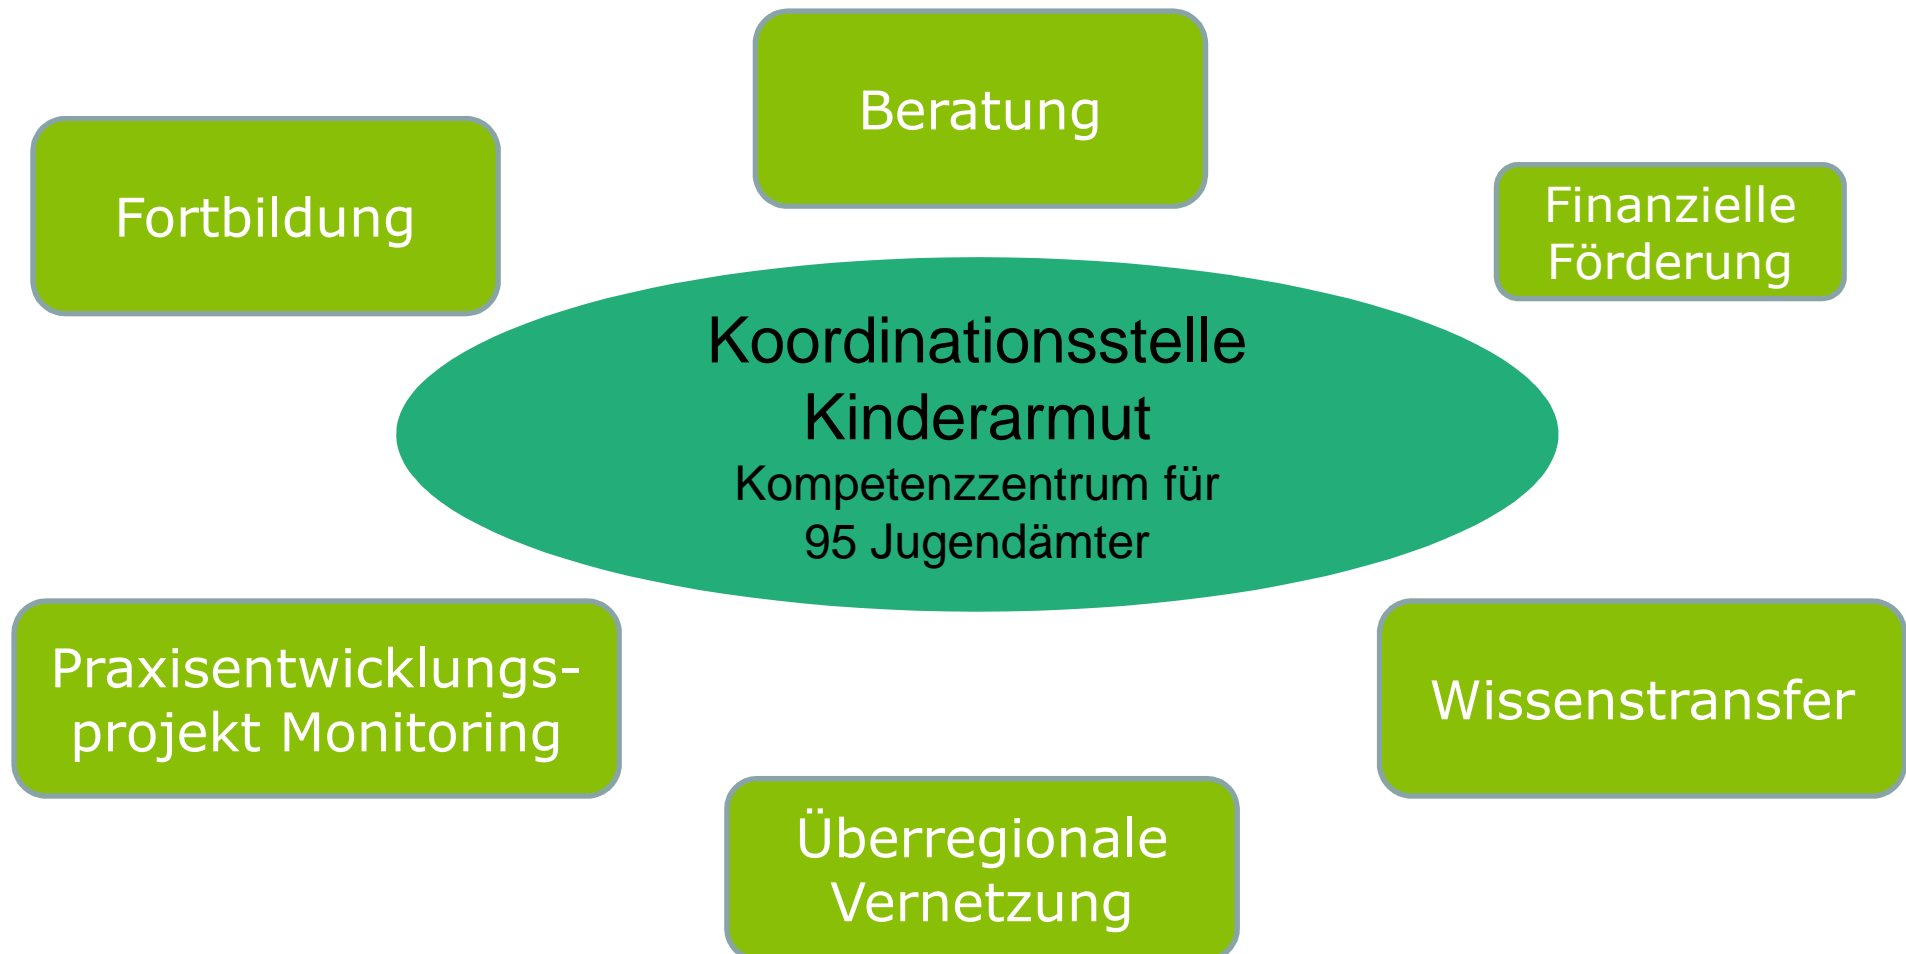 Beratung
Fortbildung
Finanzielle
Förderung
Koordinationsstelle
Kinderarmut
Kompetenzzentrum für
95 Jugendämter
Praxisentwicklungs-
projekt Monitoring
Wissenstransfer
Überregionale
Vernetzung